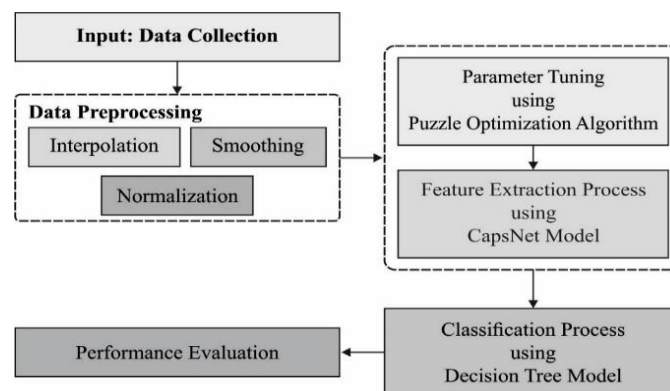 Input: Data Collection
Data Preprocessing
Interpolation
Smoothing
Normalization
Parameter Tuning
using
Puzzle Optimization Algorithm
Feature Extraction Process
using
CapsNet Model
Classification Process
using
Decision Tree Model
Performance Evaluation